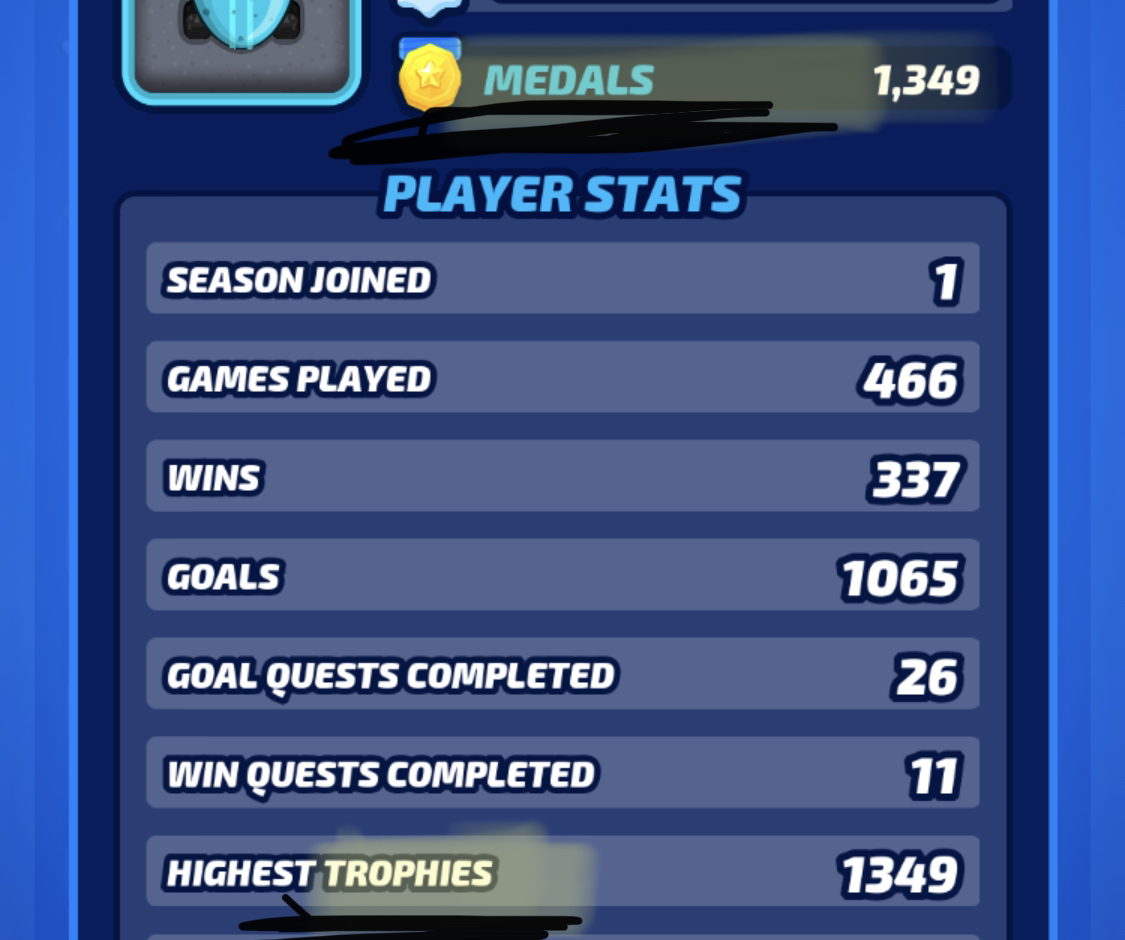 MEDALS 1,349
PLAYER STATS
SEASON JOINED 1
GAMES PLAYED 466
WINS 337
GOALS 1065
GOAL QUESTS COMPLETED 26
WIN QUESTS COMPLETED 11
HIGHEST TROPHIES 1349